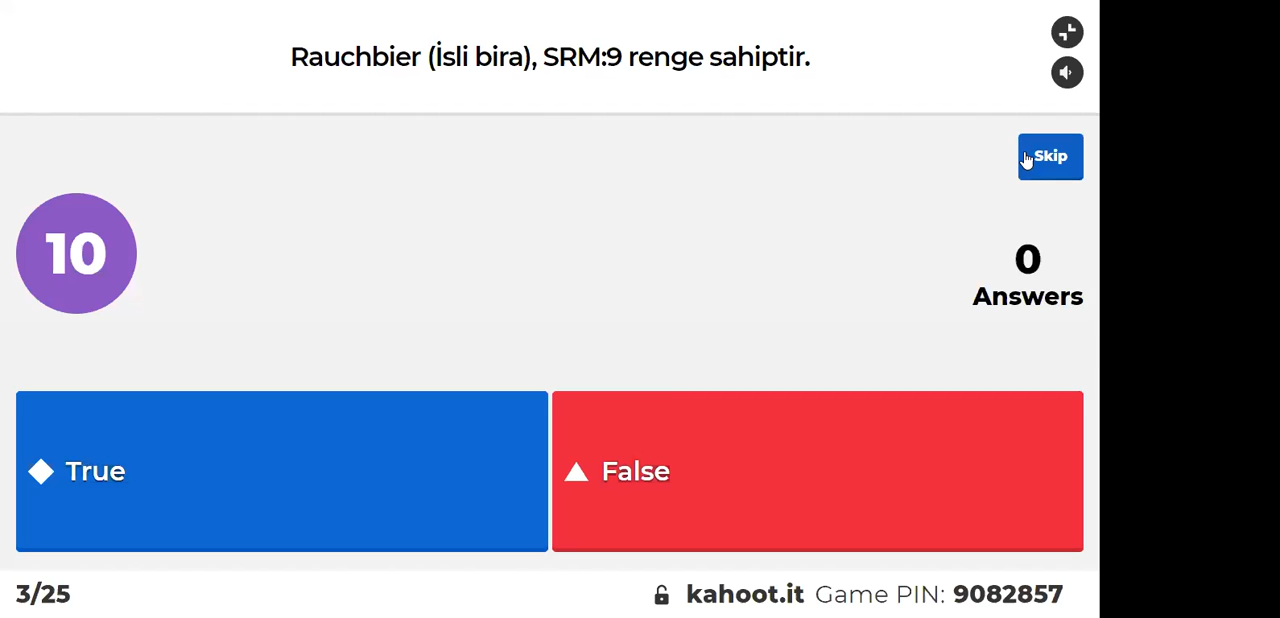 Rauchbier (İsli bira), SRM:9 renge sahiptir.
Skip
10
0
Answers
True
False
3/25
kahoot.it Game PIN: 9082857